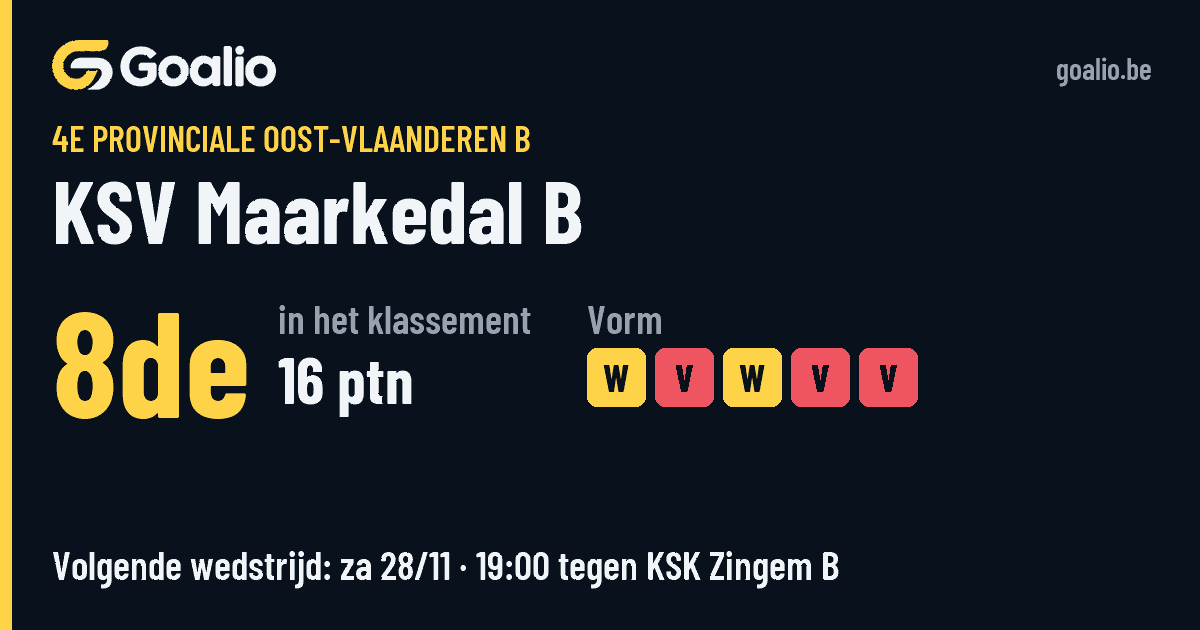 Goalio
goalio.be
4E PROVINCIALE OOST-VLAANDEREN B
KSV Maarkedal B
8de
in het klassement
16 ptn
Vorm
W V W V V
Volgende wedstrijd: za 28/11 · 19:00 tegen KSK Zingem B